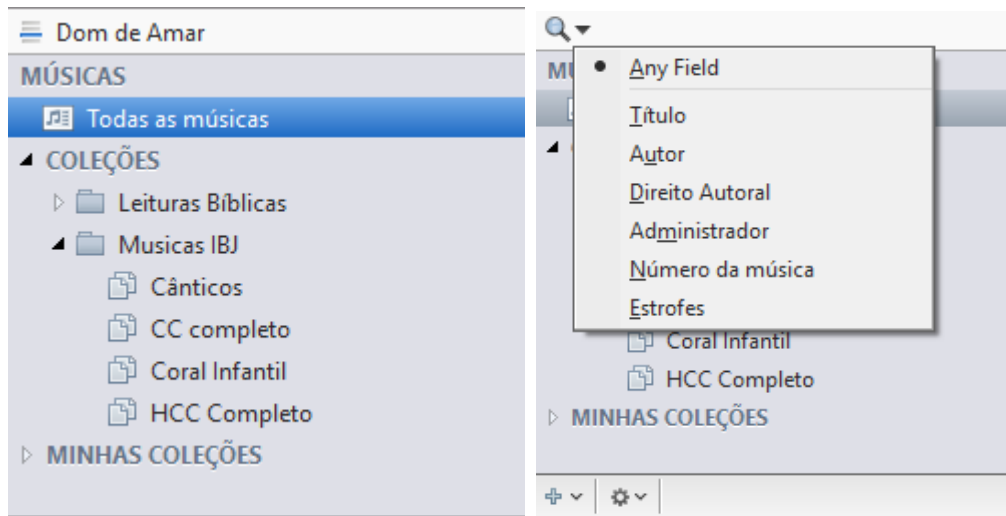 Dom de Amar
MÚSICAS
Todas as músicas
COLEÇÕES
Leituras Bíblicas
Musicas IBJ
Cânticos
CC completo
Coral Infantil
HCC Completo
MINHAS COLEÇÕES
Any Field
Título
Autor
Direito Autoral
Administrador
Número da música
Estrofes
Coral Infantil
HCC Completo
MINHAS COLEÇÕES